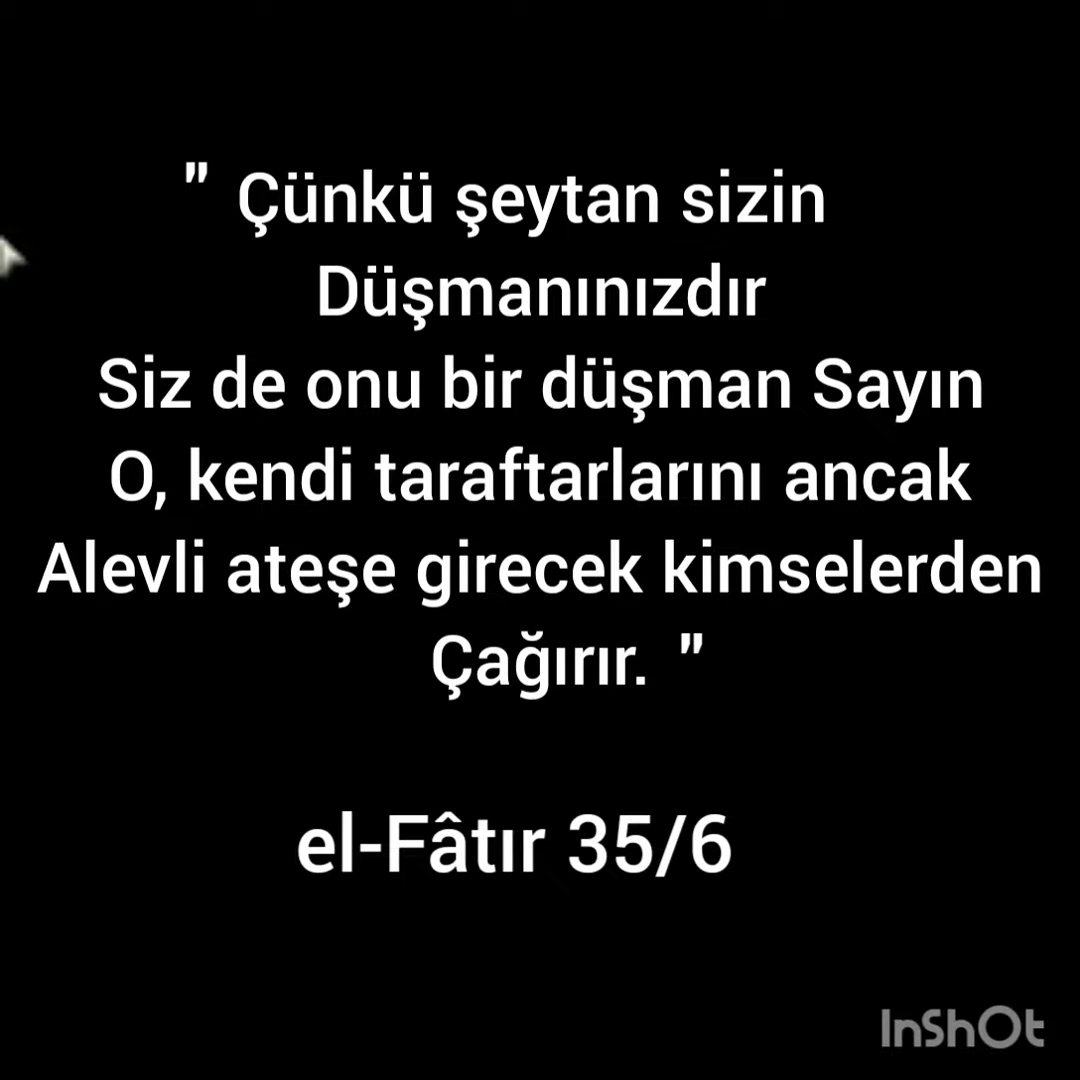 " Çünkü şeytan sizin
Düşmanınızdır
Siz de onu bir düşman Sayın
O, kendi taraftarlarını ancak
Alevli ateşe girecek kimselerden
Çağırır. "
el-Fâtır 35/6
InShOt